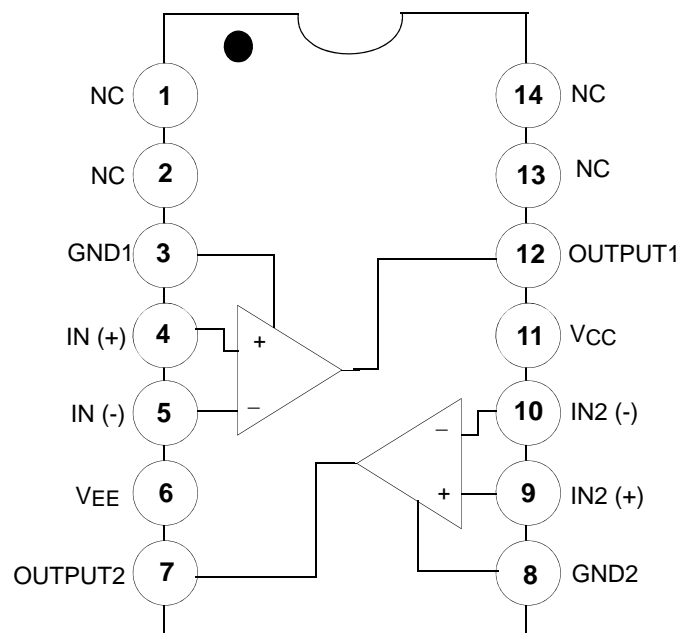 NC 1 14 NC
NC 2 13 NC
GND1 3 12 OUTPUT1
IN (+) 4 11 VCC
+
IN (-) 5 − 10 IN2 (-)
−
VEE 6 + 9 IN2 (+)
OUTPUT2 7 8 GND2